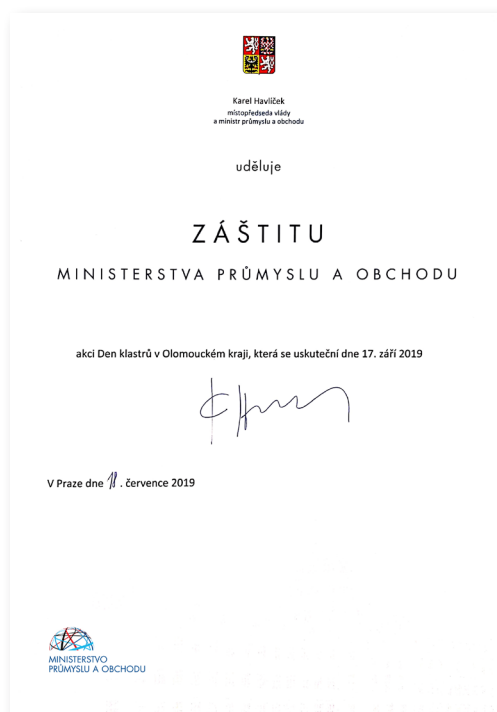 Karel Havlíček
místopředseda vlády
a ministr průmyslu a obchodu
uděluje
ZÁŠTITU
MINISTERSTVA PRŮMYSLU A OBCHODU
akci Den klastrů v Olomouckém kraji, která se uskuteční dne 17. září 2019
V Praze dne . července 2019
MINISTERSTVO
PRŮMYSLU A OBCHODU